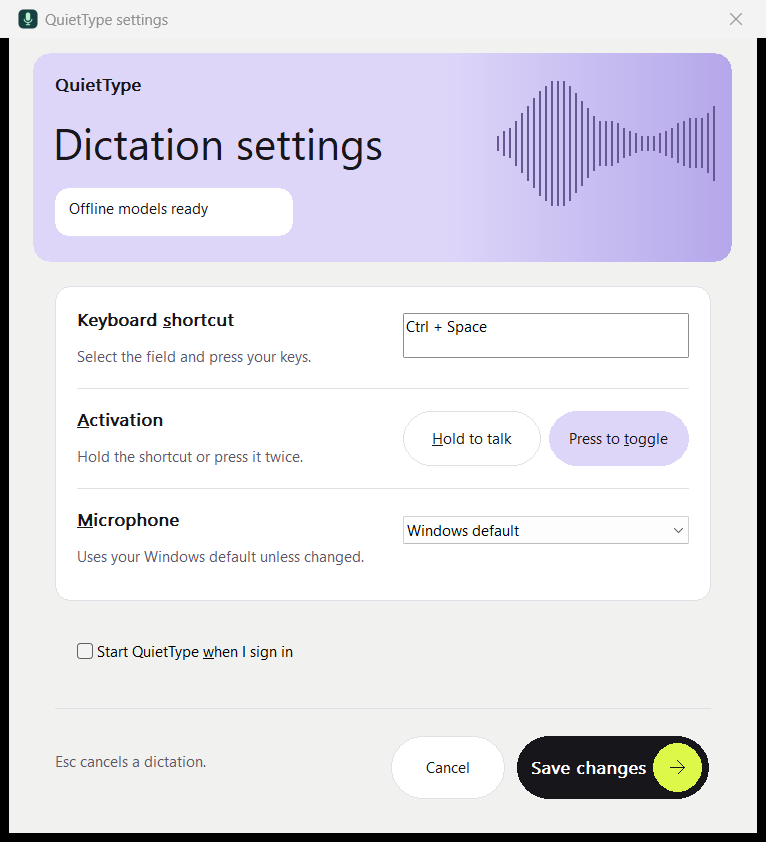 QuietType settings
QuietType
Dictation settings
Offline models ready
Keyboard shortcut
Ctrl + Space
Select the field and press your keys.
Activation
Hold to talk
Press to toggle
Hold the shortcut or press it twice.
Microphone
Windows default
Uses your Windows default unless changed.
Start QuietType when I sign in
Esc cancels a dictation.
Cancel
Save changes